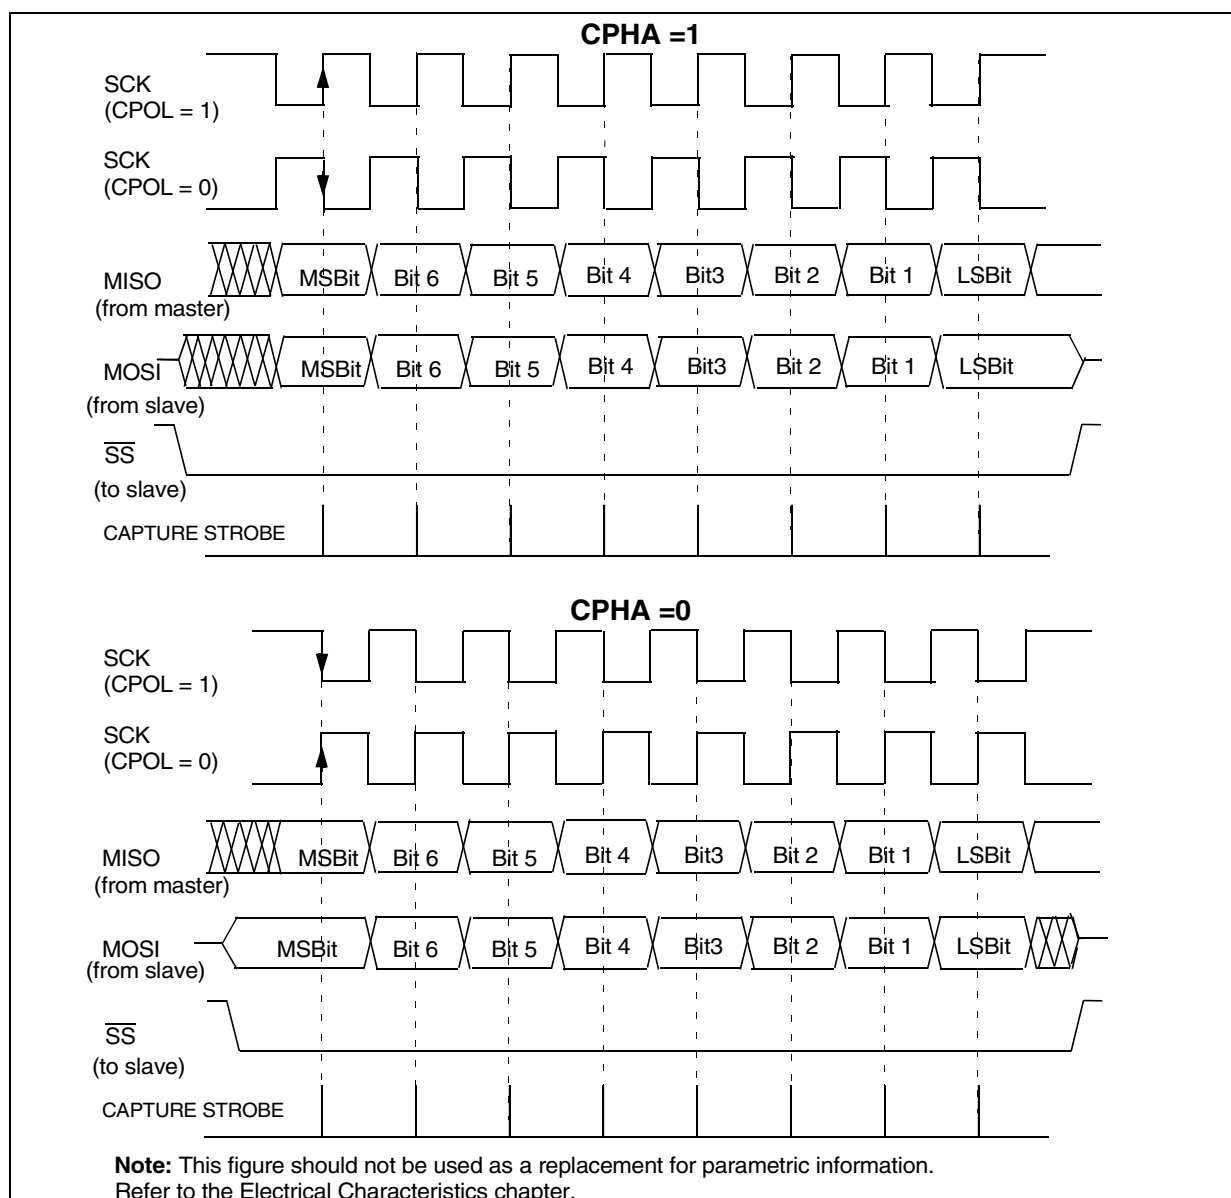 CPHA =1
SCK
(CPOL = 1)
SCK
(CPOL = 0)
MISO
(from master)
MSBit Bit 6 Bit 5 Bit 4 Bit3 Bit 2 Bit 1 LSBit
MOSI
(from slave)
MSBit Bit 6 Bit 5 Bit 4 Bit3 Bit 2 Bit 1 LSBit
SS
(to slave)
CAPTURE STROBE
CPHA =0
SCK
(CPOL = 1)
SCK
(CPOL = 0)
MISO
(from master)
MSBit Bit 6 Bit 5 Bit 4 Bit3 Bit 2 Bit 1 LSBit
MOSI
(from slave)
MSBit Bit 6 Bit 5 Bit 4 Bit3 Bit 2 Bit 1 LSBit
SS
(to slave)
CAPTURE STROBE
Note: This figure should not be used as a replacement for parametric information.
Refer to the Electrical Characteristics chapter.